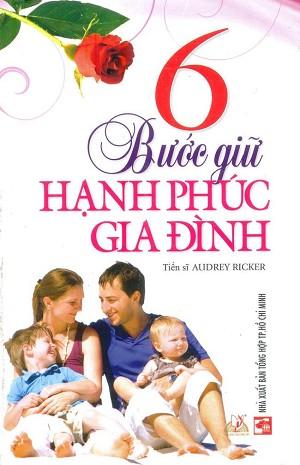 6
Bước giữ
HẠNH PHÚC
GIA ĐÌNH
Tiến sĩ AUDREY RICKER
NHÀ XUẤT BẢN TỔNG HỢP TP. HỒ CHÍ MINH